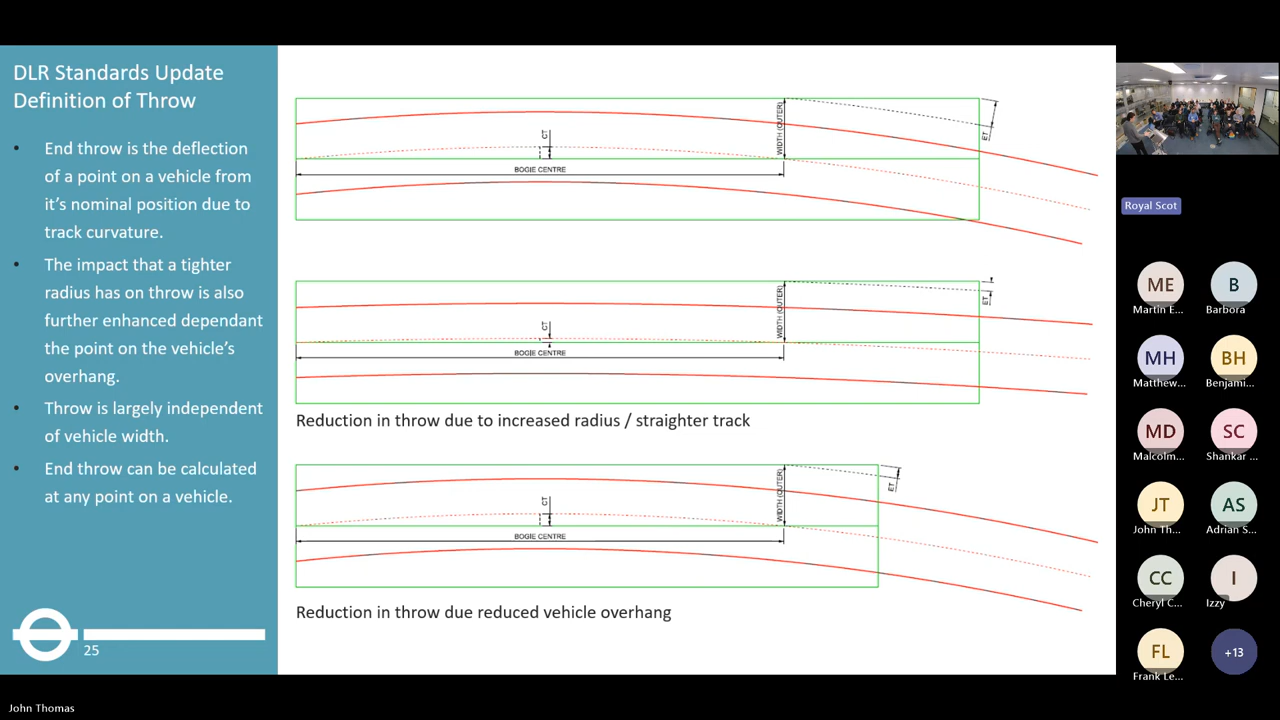 DLR Standards Update
Definition of Throw
• End throw is the deflection
of a point on a vehicle from
it's nominal position due to
track curvature.
• The impact that a tighter
radius has on throw is also
further enhanced dependant
the point on the vehicle's
overhang.
• Throw is largely independent
of vehicle width.
• End throw can be calculated
at any point on a vehicle.
25
CT
BOGIE CENTRE
WIDTH (OUTER)
ET
CT
BOGIE CENTRE
WIDTH (OUTER)
ET
Reduction in throw due to increased radius / straighter track
CT
BOGIE CENTRE
WIDTH (OUTER)
ET
Reduction in throw due reduced vehicle overhang
Royal Scot
ME
Martin E...
B
Barbora
MH
Matthew...
BH
Benjami...
MD
Malcolm...
SC
Shankar ...
JT
John Th...
AS
Adrian S...
CC
Cheryl C...
I
Izzy
FL
Frank Le...
+13
John Thomas